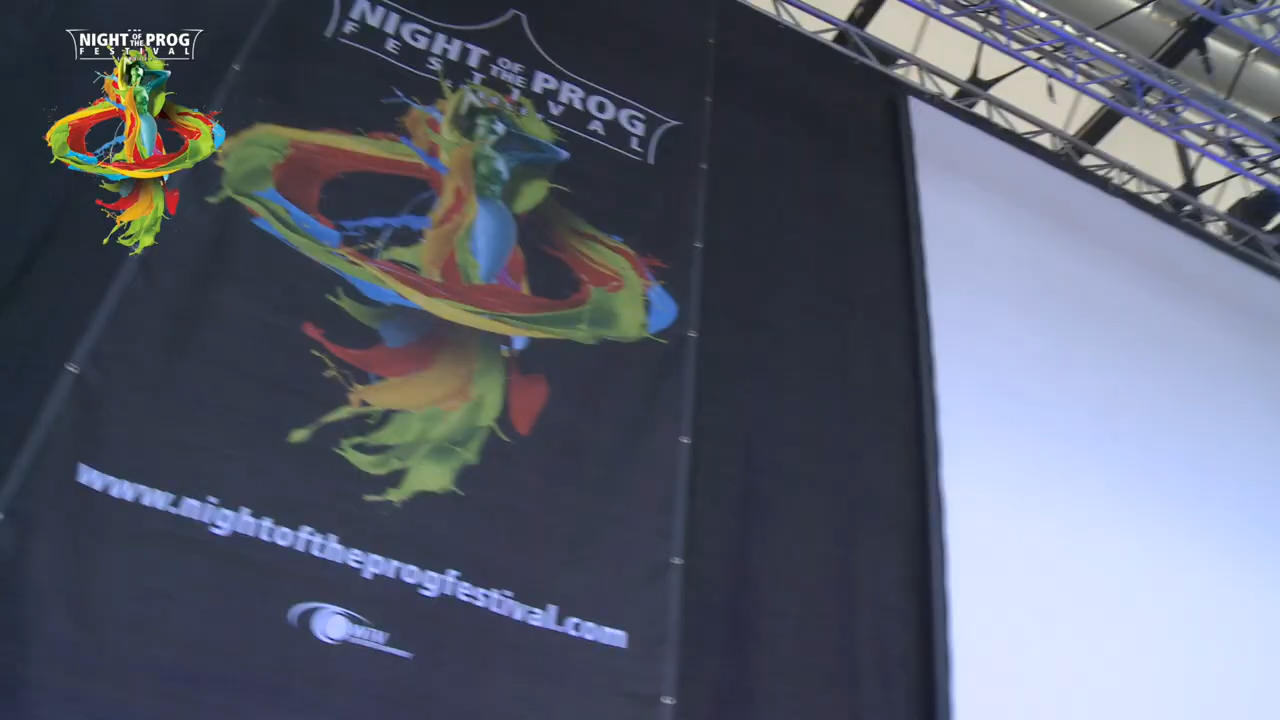 NIGHT OF THE PROG
FESTIVAL
NIGHT OF THE PROG
FESTIVAL
www.nightoftheprogfestival.com